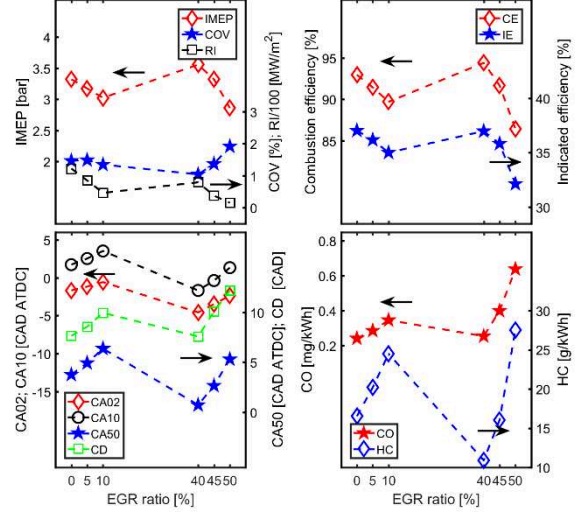 IMEP
COV
RI
4
3.5
3
2.5
2
3
2
1
0
IMEP [bar]
COV [%]; RI/100 [MW/m²]
CE
IE
95
90
85
40
35
30
Combustion efficiency [%]
Indicated efficiency [%]
5
0
-5
-10
-15
10
5
0
CA02; CA10 [CAD ATDC]
CA50 [CAD ATDC]; CD [CAD]
CA02
CA10
CA50
CD
0 5 10 40 45 50
EGR ratio [%]
0.8
0.6
0.4
0.2
0
30
25
20
15
10
CO [mg/kWh]
HC [g/kWh]
CO
HC
0 5 10 40 45 50
EGR ratio [%]